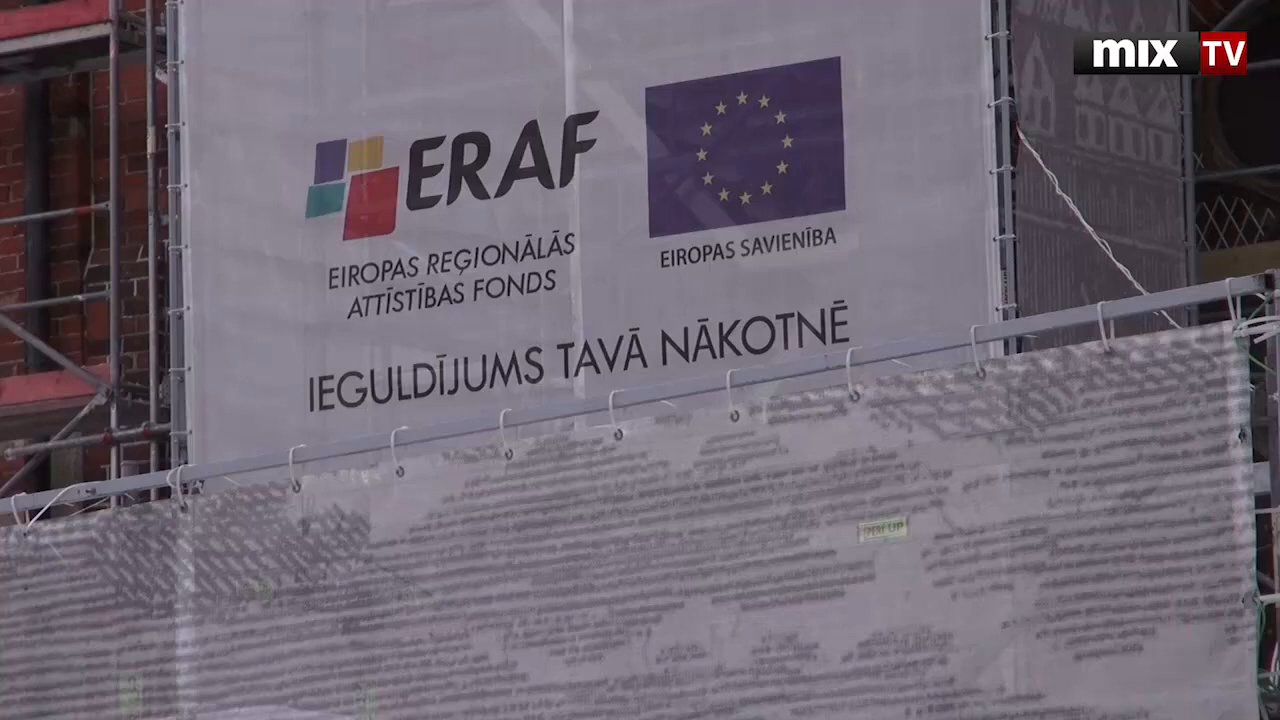 mix TV
ERAF
EIROPAS REĢIONĀLĀS
ATTĪSTĪBAS FONDS
EIROPAS SAVIENĪBA
IEGULDĪJUMS TAVĀ NĀKOTNĒ